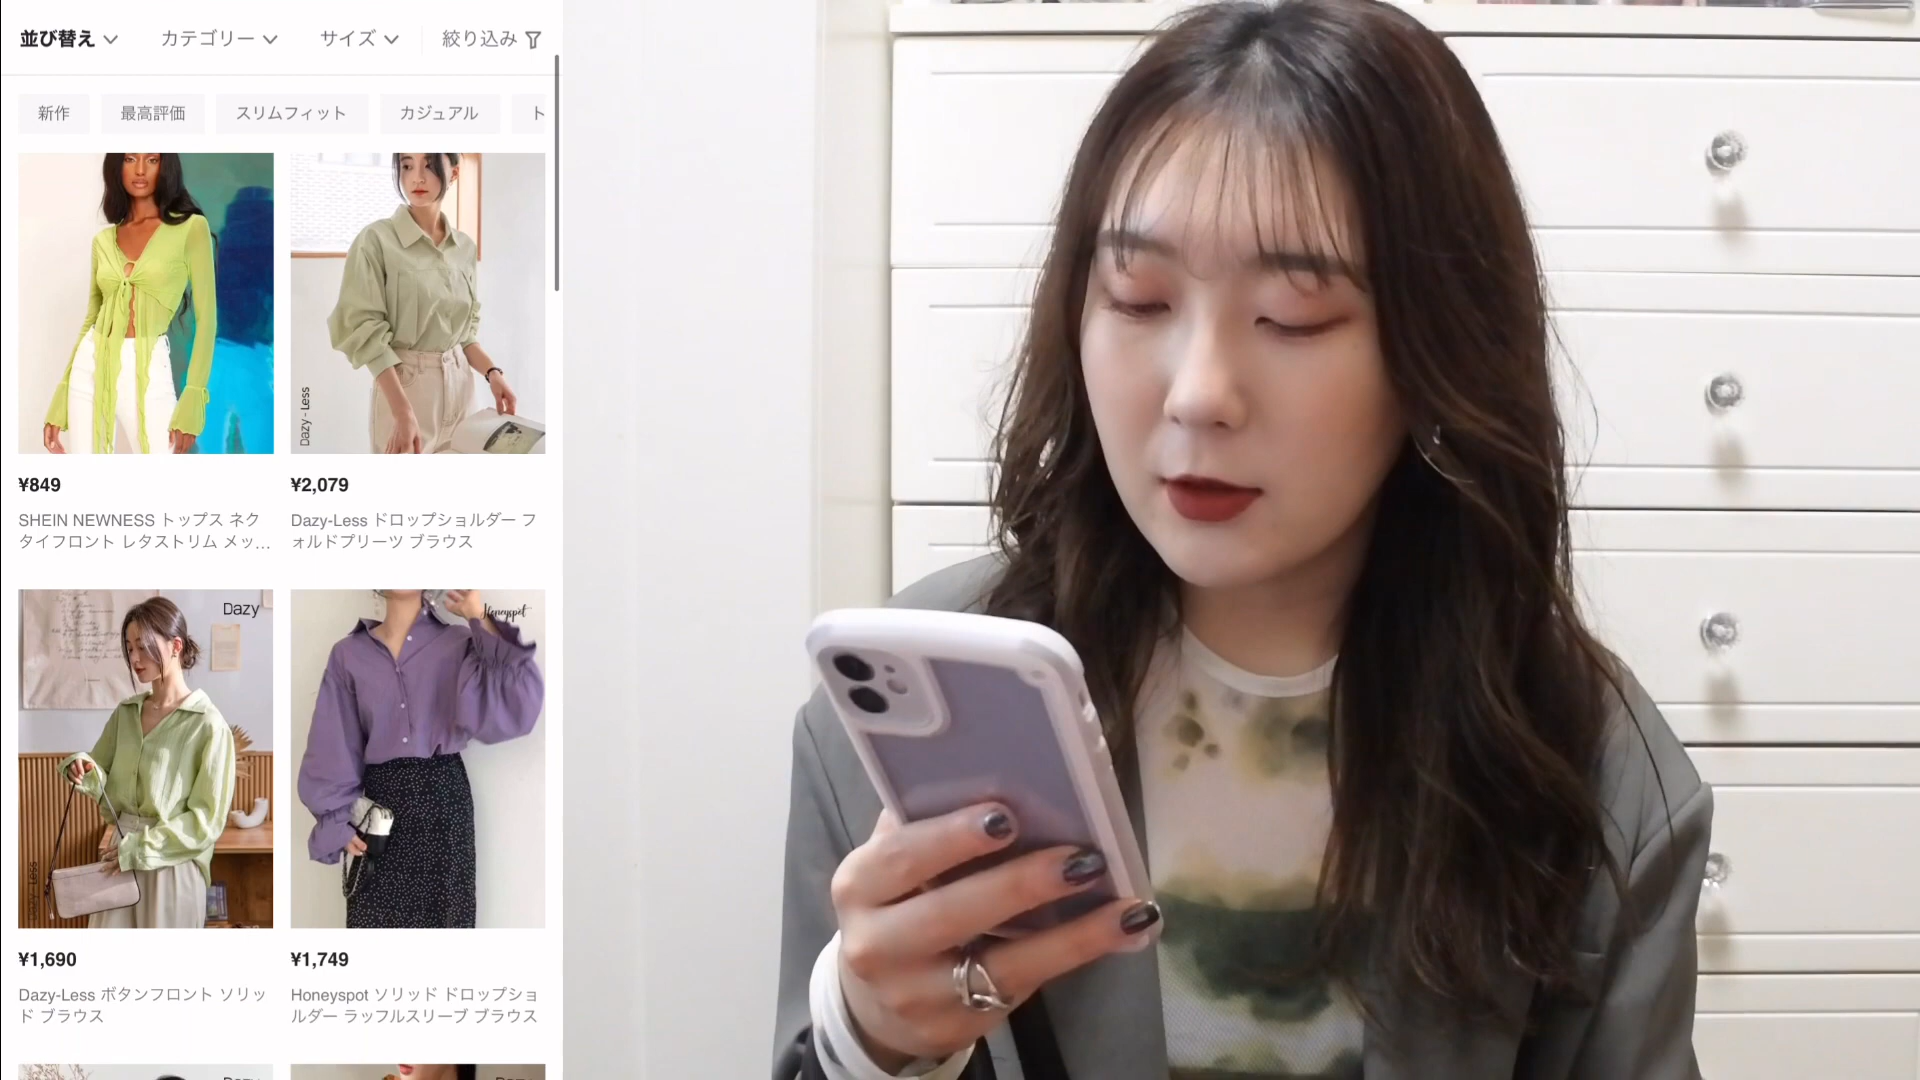 並び替え カテゴリー サイズ 絞り込み
新作 最高評価 スリムフィット カジュアル ト
Dazy - Less
¥849 ¥2,079
SHEIN NEWNESS トップス ネク
タイフロント レタストリム メッ...
Dazy-Less ドロップショルダー フ
ォルドプリーツ ブラウス
Dazy
Honeyspot
¥1,690 ¥1,749
Dazy-Less ボタンフロント ソリッ
ド ブラウス
Honeyspot ソリッド ドロップショ
ルダー ラッフルスリーブ ブラウス